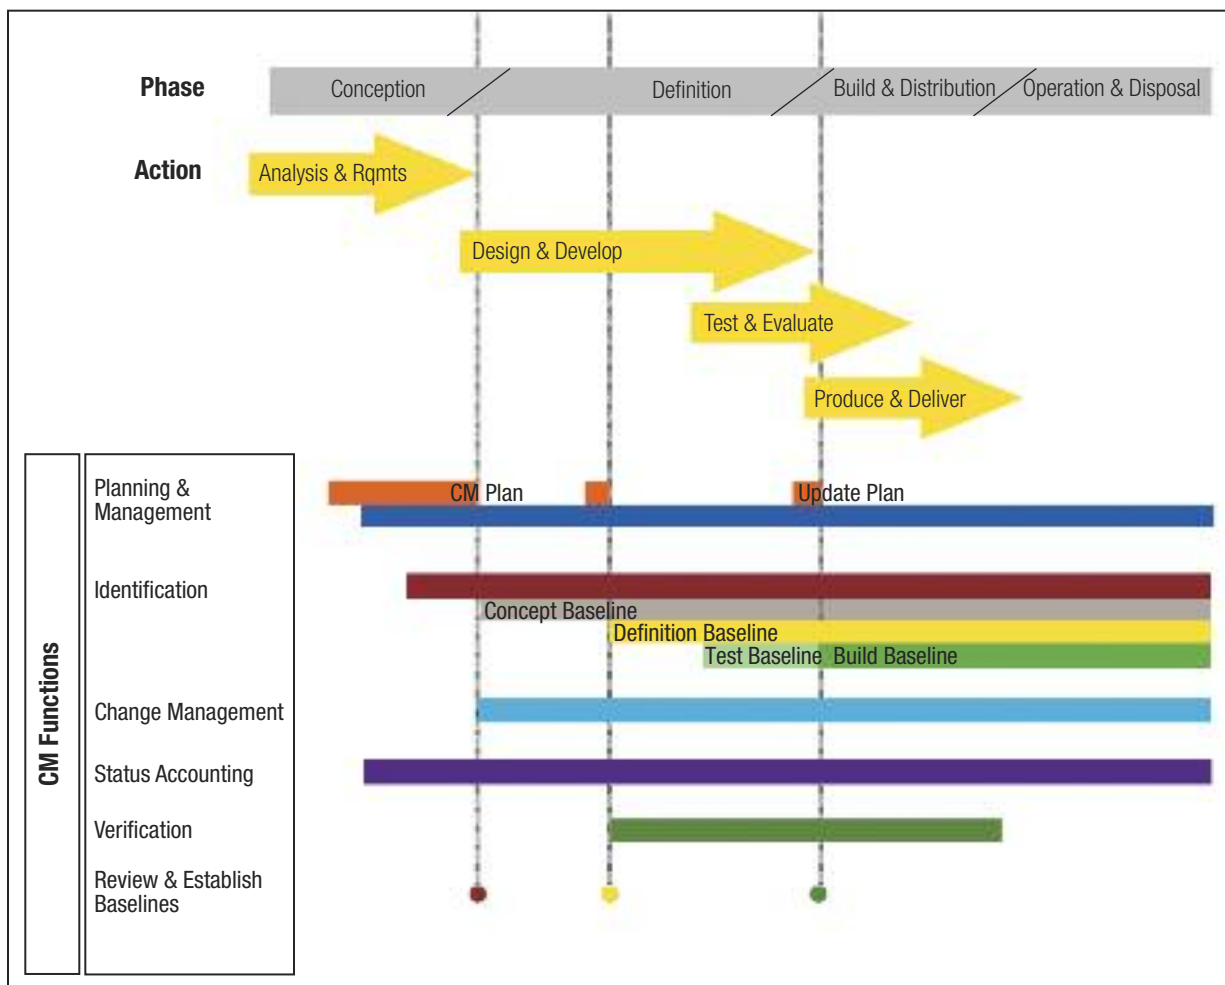 Phase
Conception
Definition
Build & Distribution
Operation & Disposal
Action
Analysis & Rqmts
Design & Develop
Test & Evaluate
Produce & Deliver
CM Functions
Planning &
Management
CM Plan
Update Plan
Identification
Concept Baseline
Definition Baseline
Test Baseline
Build Baseline
Change Management
Status Accounting
Verification
Review & Establish
Baselines